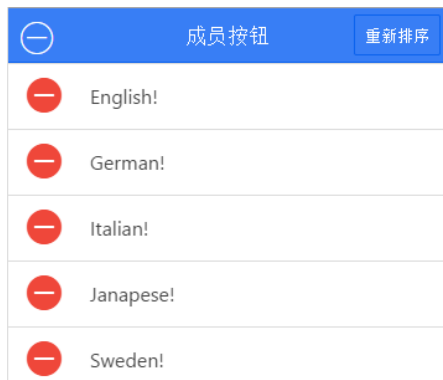 成员按钮 重新排序
English!
German!
Italian!
Janapese!
Sweden!